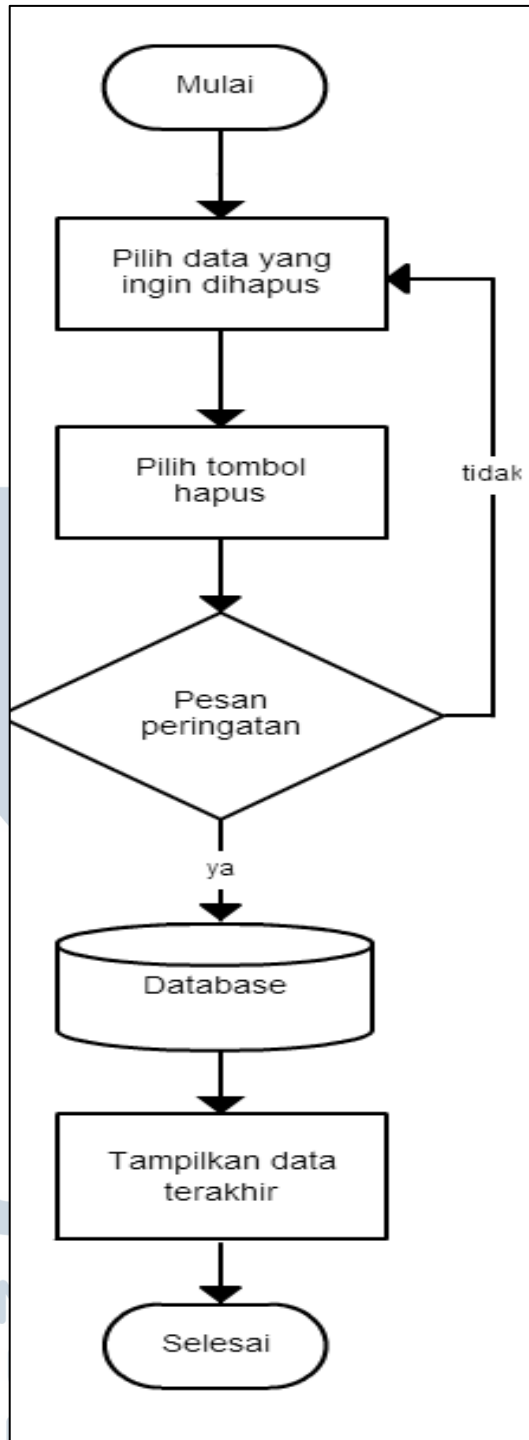 Mulai
Pilih data yang
ingin dihapus
Pilih tombol
hapus
tidak
Pesan
peringatan
ya
Database
Tampilkan data
terakhir
Selesai